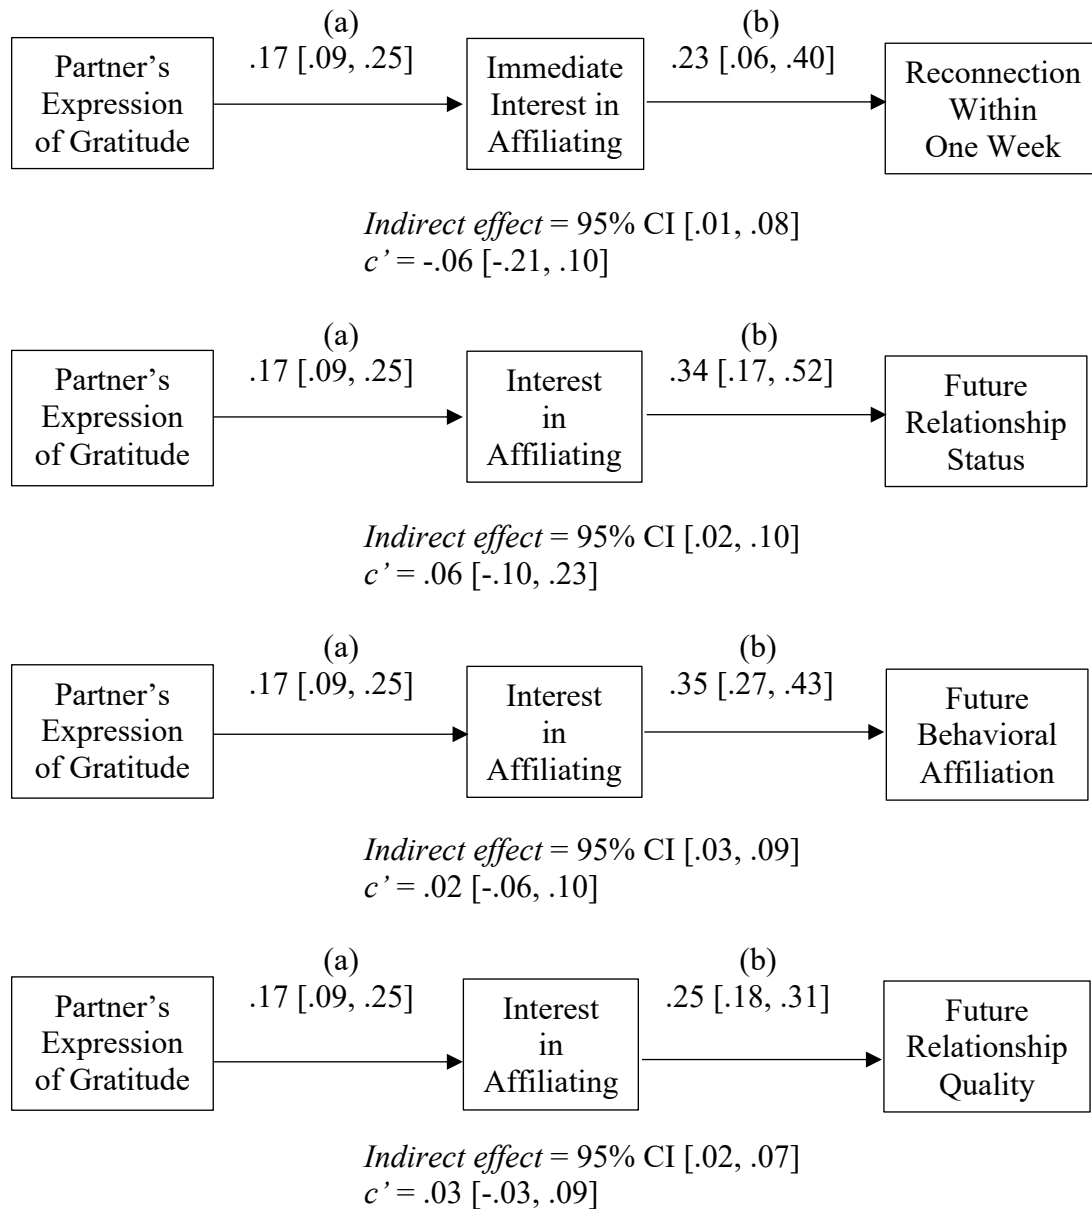 (a)
(b)
.17 [.09, .25]
.23 [.06, .40]
Partner’s
Expression
of Gratitude
Immediate
Interest in
Affiliating
Reconnection
Within
One Week
Indirect effect = 95% CI [.01, .08]
c’ = -.06 [-.21, .10]
(a)
(b)
.17 [.09, .25]
.34 [.17, .52]
Partner’s
Expression
of Gratitude
Interest
in
Affiliating
Future
Relationship
Status
Indirect effect = 95% CI [.02, .10]
c’ = .06 [-.10, .23]
(a)
(b)
.17 [.09, .25]
.35 [.27, .43]
Partner’s
Expression
of Gratitude
Interest
in
Affiliating
Future
Behavioral
Affiliation
Indirect effect = 95% CI [.03, .09]
c’ = .02 [-.06, .10]
(a)
(b)
.17 [.09, .25]
.25 [.18, .31]
Partner’s
Expression
of Gratitude
Interest
in
Affiliating
Future
Relationship
Quality
Indirect effect = 95% CI [.02, .07]
c’ = .03 [-.03, .09]